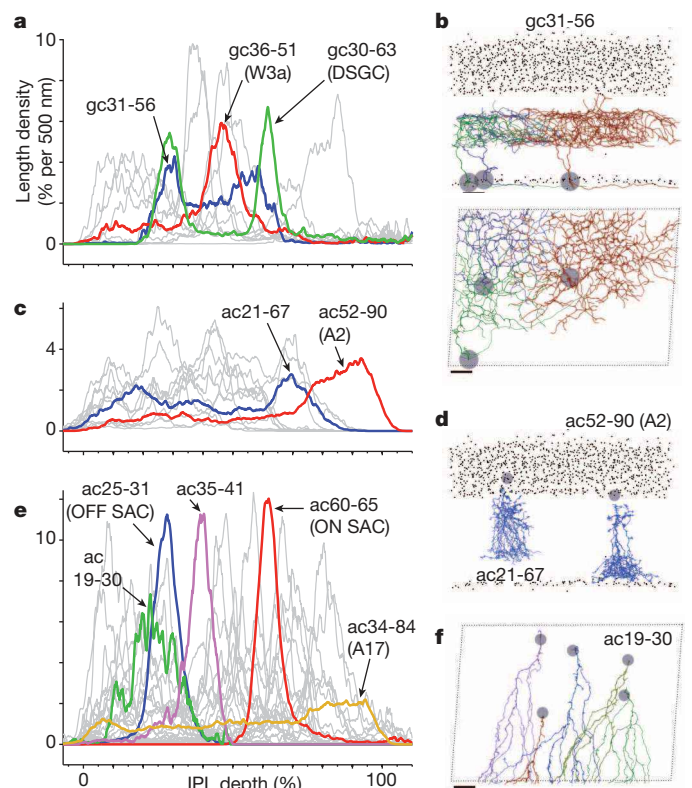 a
10
gc36-51
(W3a)
gc30-63
(DSGC)
gc31-56
Length density
(% per 500 nm)
0
b
gc31-56
c
4
0
ac21-67
ac52-90
(A2)
d
ac52-90 (A2)
ac21-67
e
10
0
ac25-31
(OFF SAC)
ac35-41
ac60-65
(ON SAC)
ac
19-30
ac34-84
(A17)
0
IPL depth (%)
100
f
ac19-30